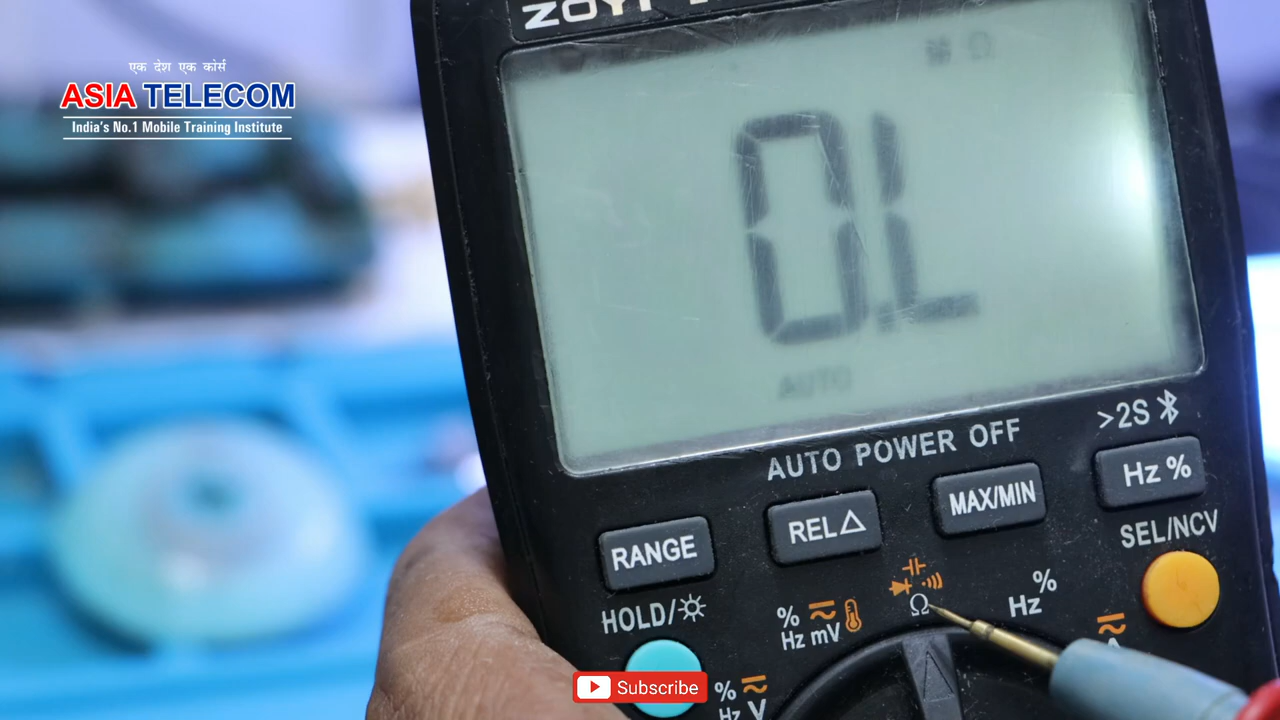 ZOYI
एक देश एक कोर्स
ASIA TELECOM
India's No.1 Mobile Training Institute
Ω
0L
AUTO
AUTO POWER OFF
>2S
RANGE
REL△
MAX/MIN
Hz %
HOLD/
SEL/NCV
%
Hz mV
Ω
%
Hz
%
Hz V
Subscribe